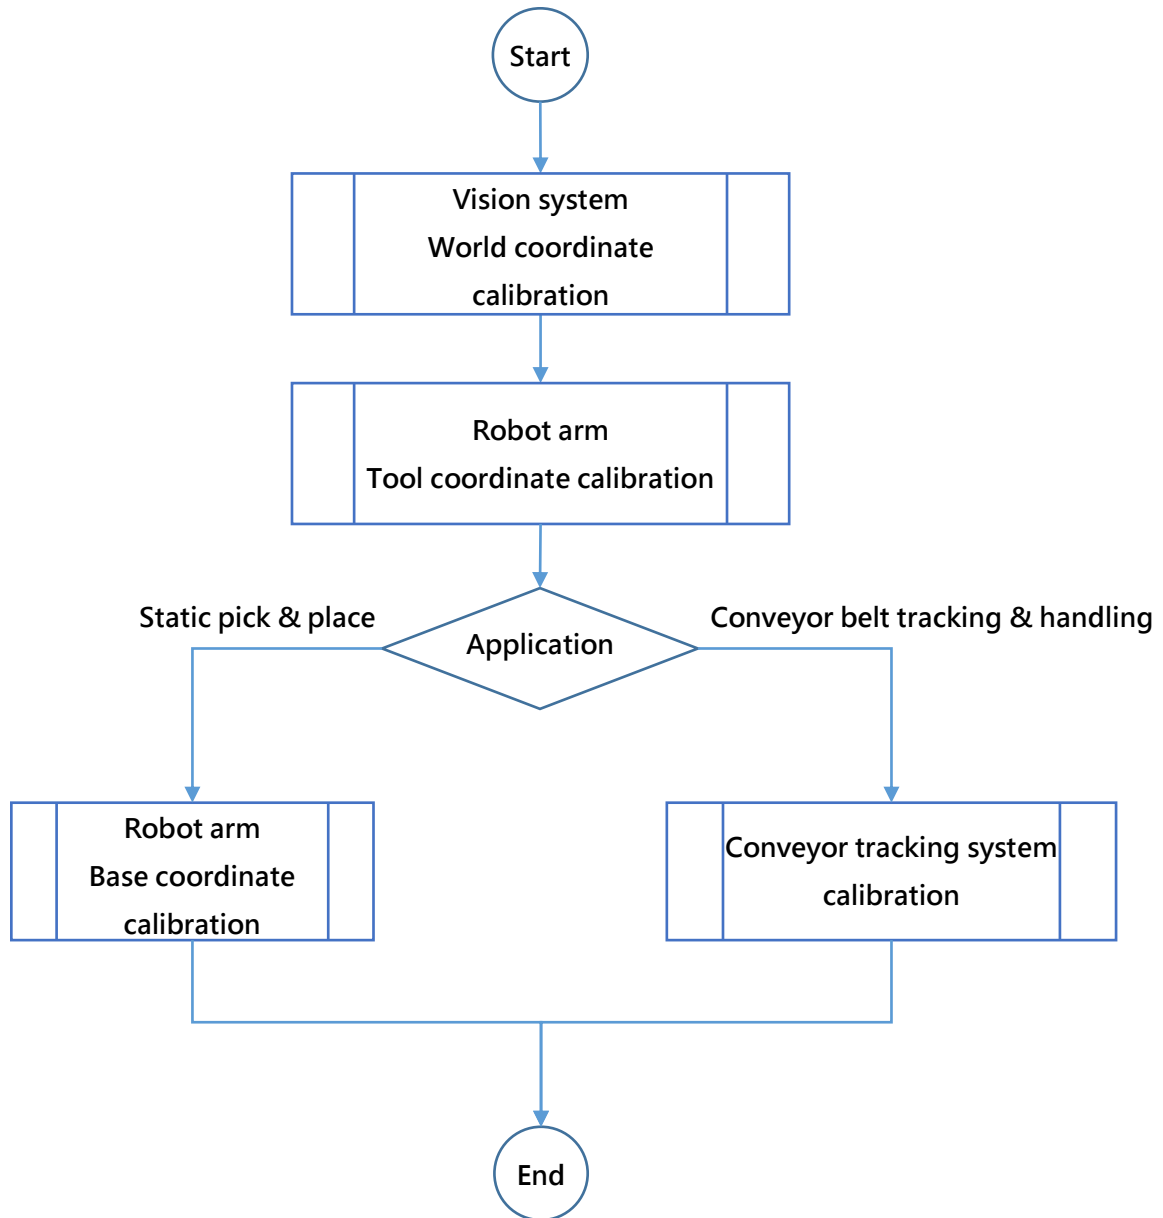 Start
Vision system
World coordinate
calibration
Robot arm
Tool coordinate calibration
Static pick & place
Conveyor belt tracking & handling
Application
Robot arm
Base coordinate
calibration
Conveyor tracking system
calibration
End